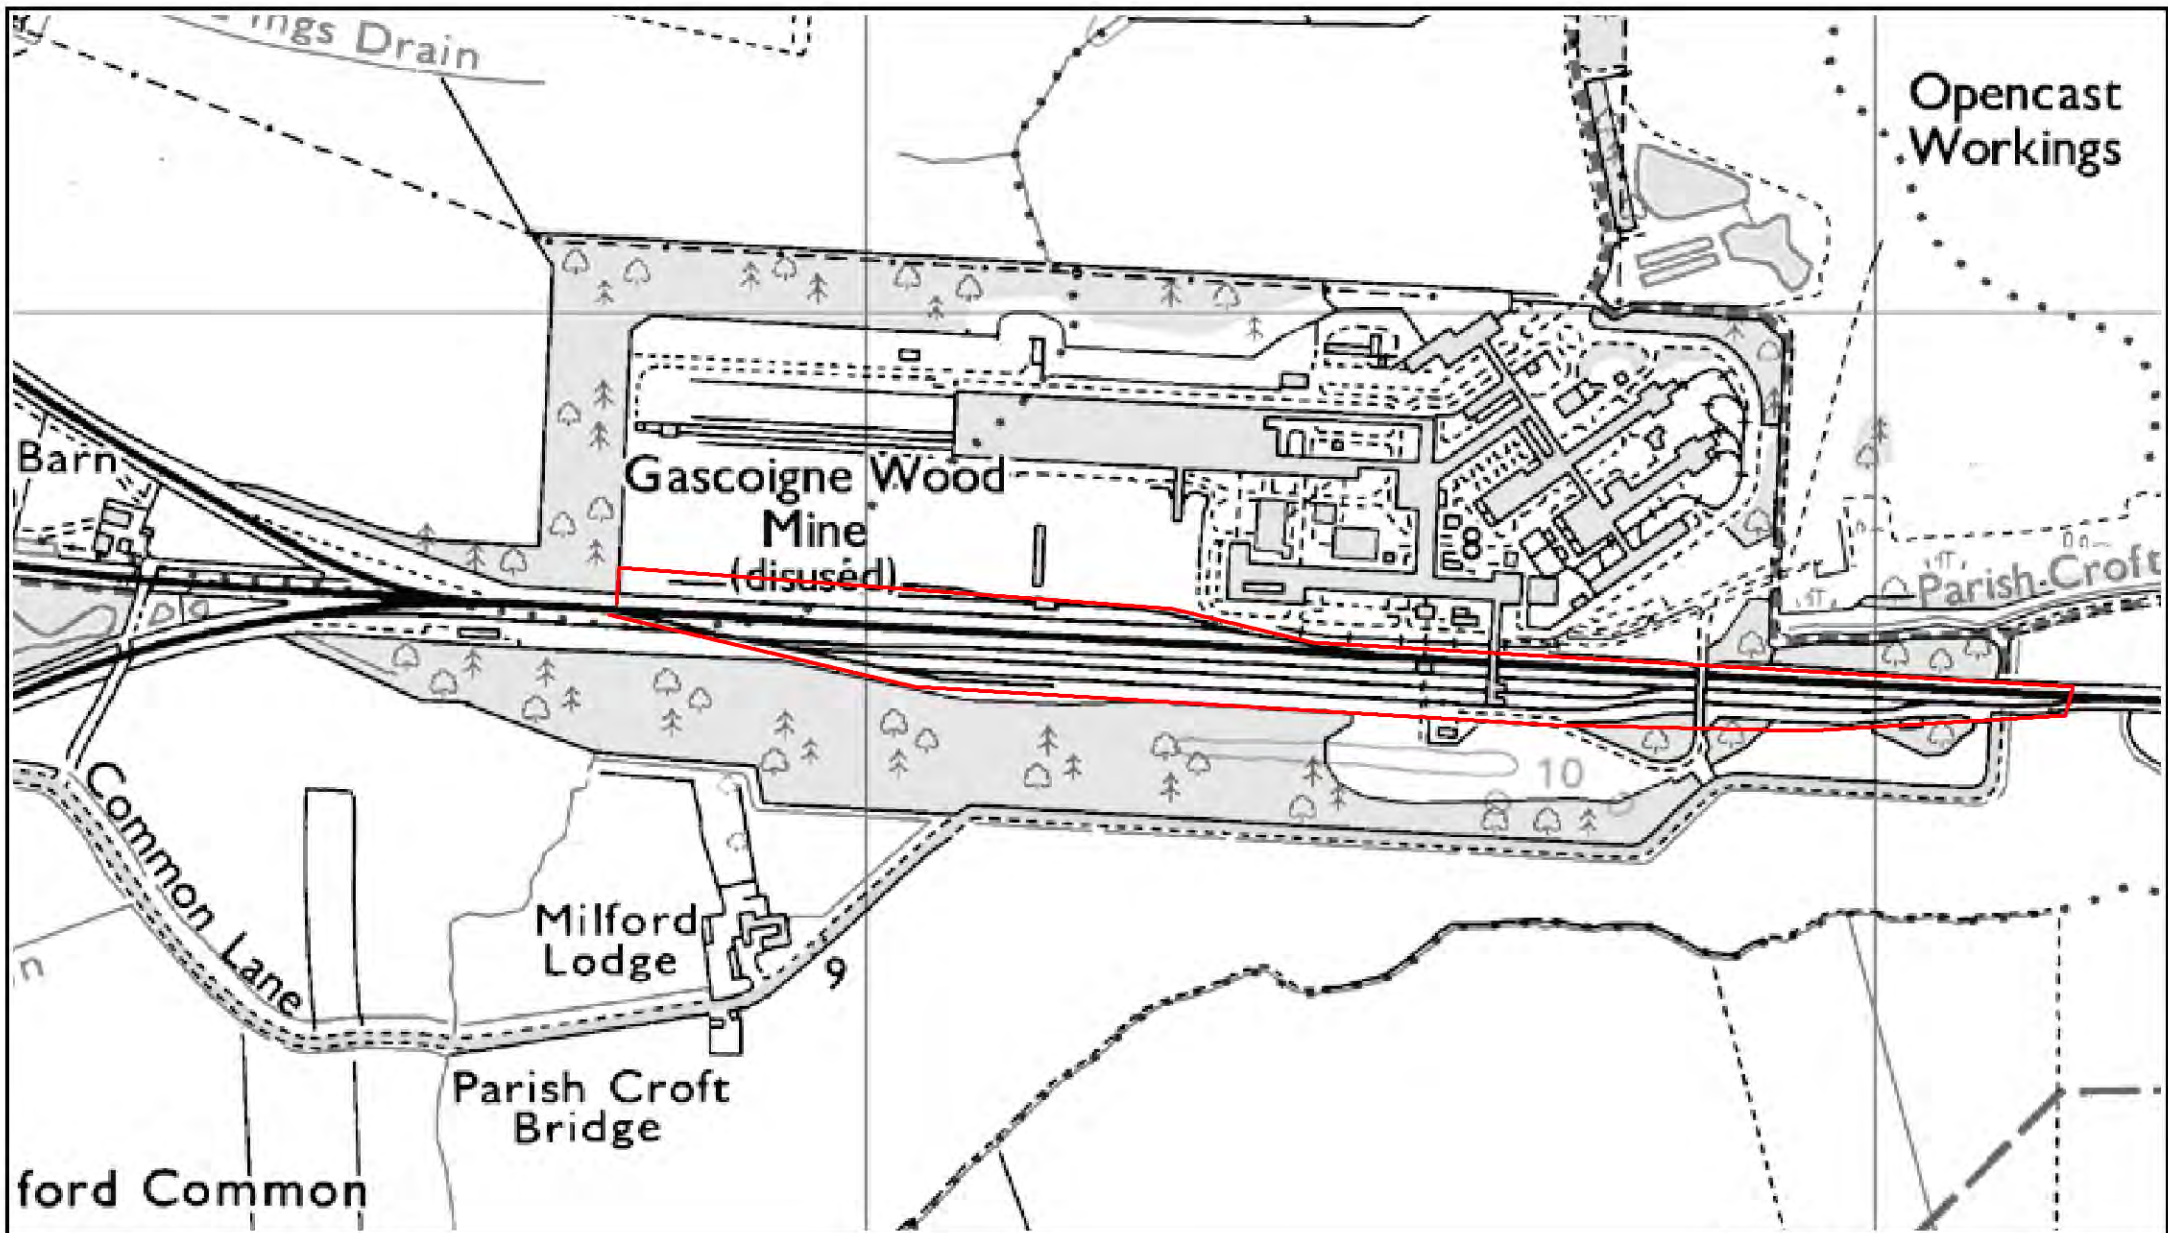 ings Drain
Opencast
Workings
Barn
Gascoigne Wood
Mine
(disused)
8
Parish Croft
10
Common Lane
Milford
Lodge
9
n
Parish Croft
Bridge
ford Common